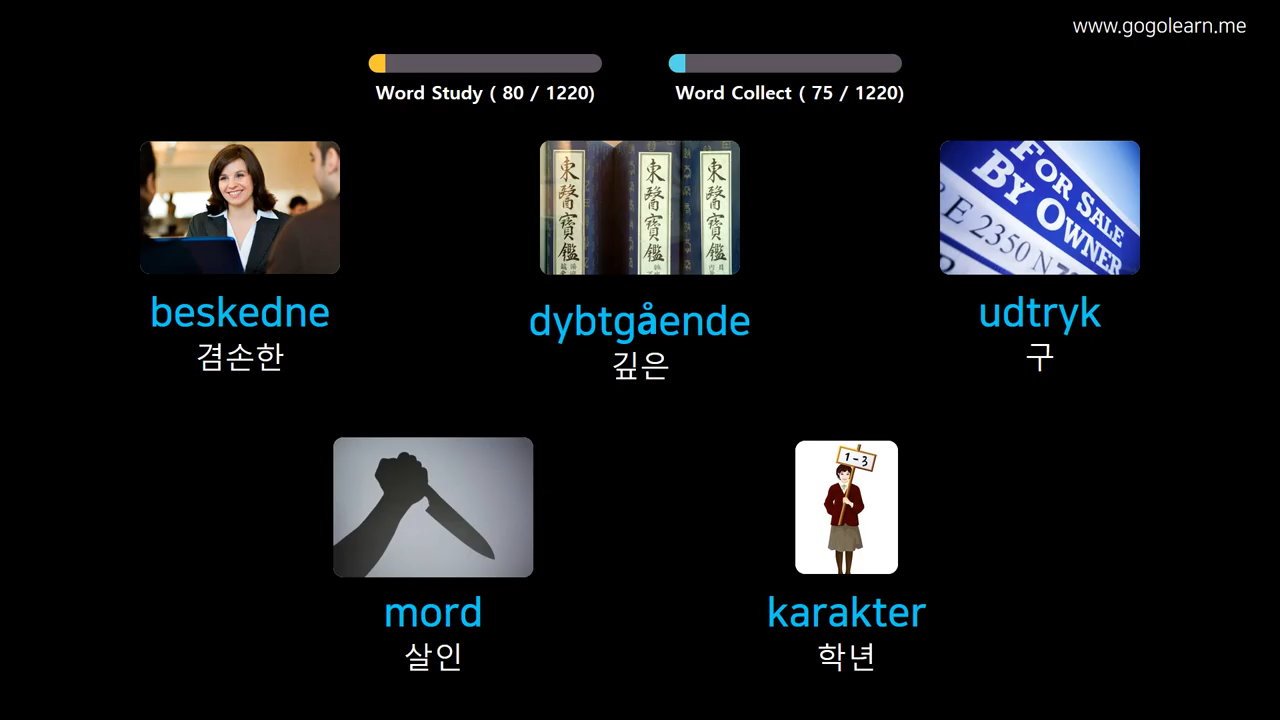 www.gogolearn.me
Word Study ( 80 / 1220)
Word Collect ( 75 / 1220)
東醫寶鑑
東醫寶鑑
東醫寶鑑
FOR SALE
BY OWNER
E 2350 N
beskedne
겸손한
dybtgående
깊은
udtryk
구
1-3
mord
살인
karakter
학년